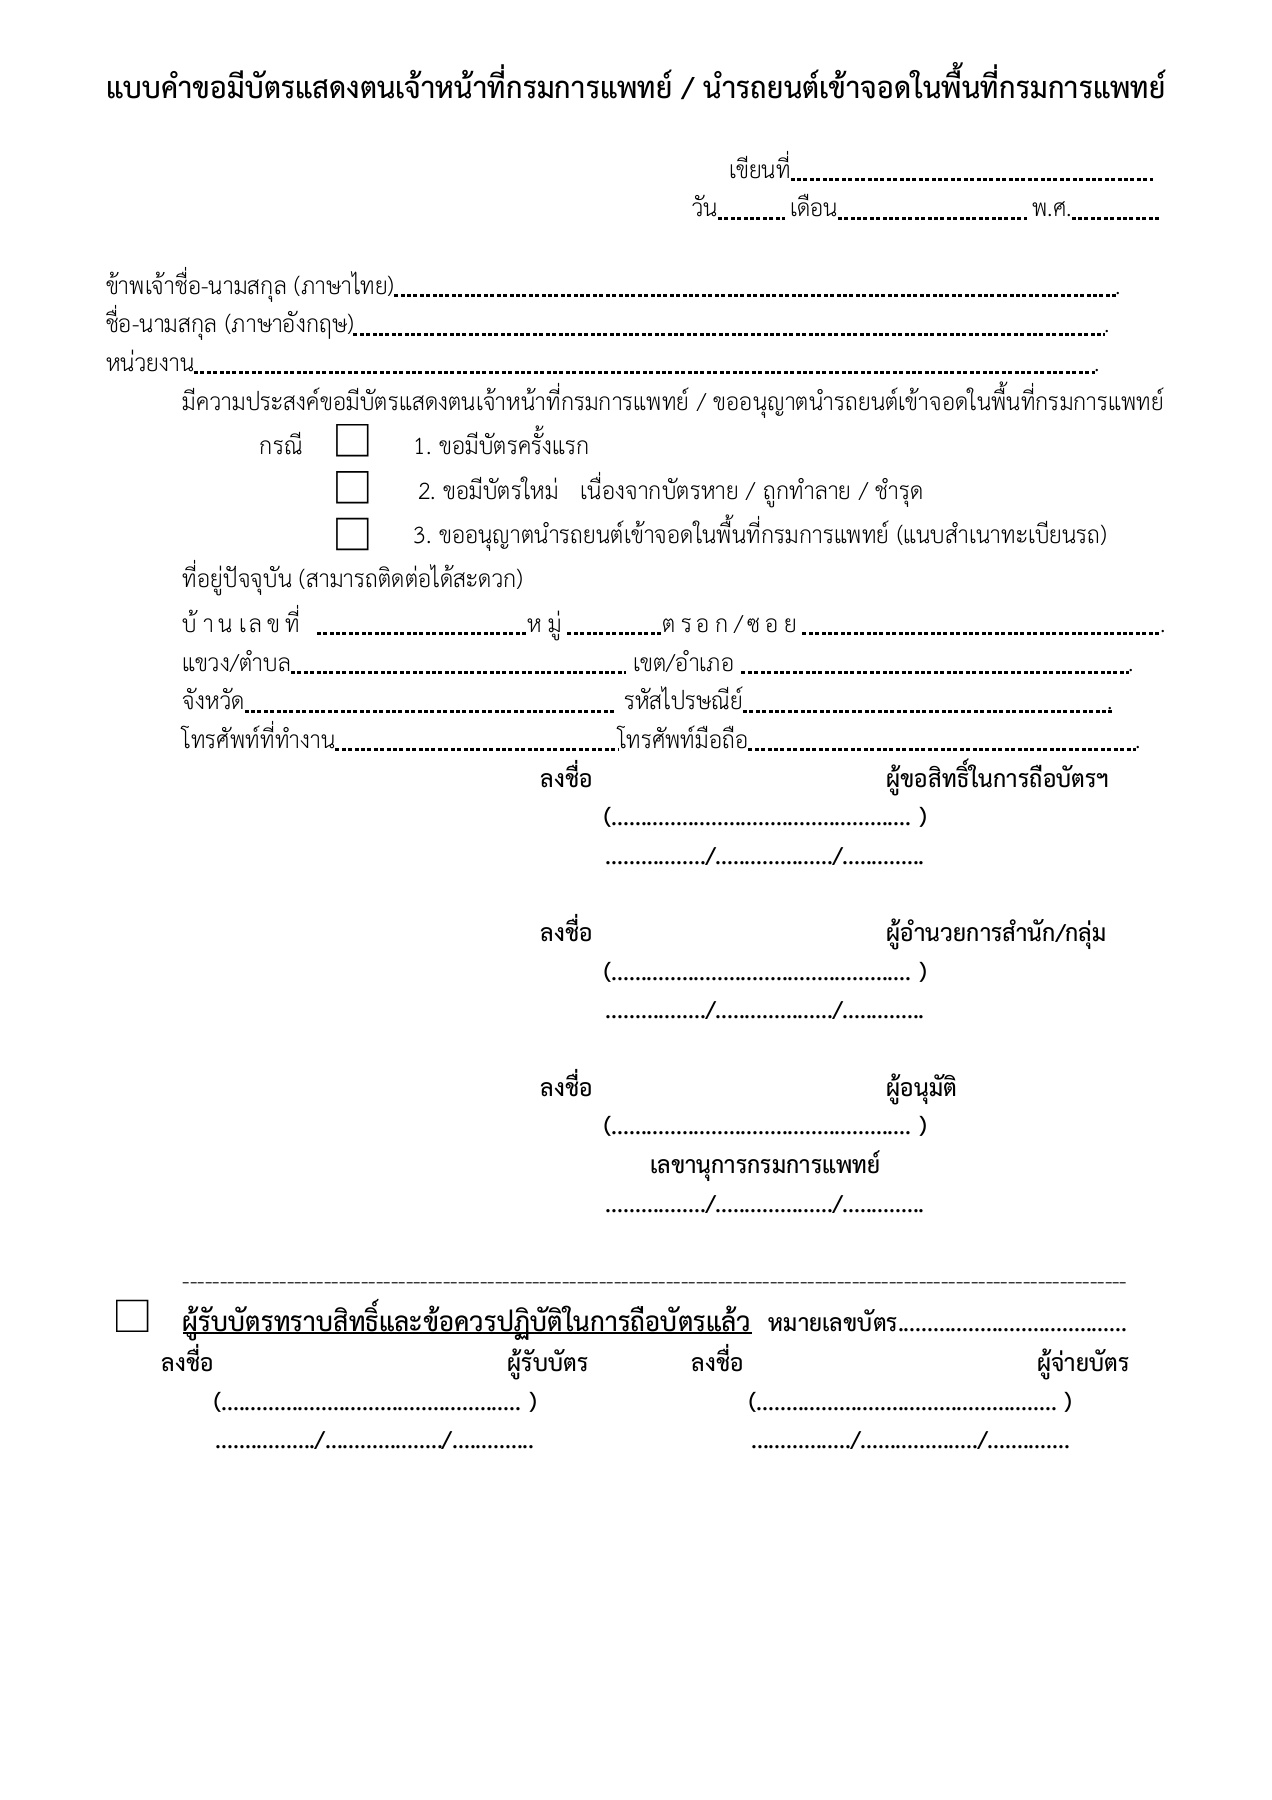 แบบคำขอมีบัตรแสดงตนเจ้าหน้าที่กรมการแพทย์ / นำรถยนต์เข้าจอดในพื้นที่กรมการแพทย์
เขียนที่............................................................
วัน........... เดือน............................... พ.ศ...............
ข้าพเจ้าชื่อ-นามสกุล (ภาษาไทย)........................................................................................................................
ชื่อ-นามสกุล (ภาษาอังกฤษ).............................................................................................................................
หน่วยงาน......................................................................................................................................................
มีความประสงค์ขอมีบัตรแสดงตนเจ้าหน้าที่กรมการแพทย์ / ขออนุญาตนำรถยนต์เข้าจอดในพื้นที่กรมการแพทย์
กรณี ☐ 1. ขอมีบัตรครั้งแรก
☐ 2. ขอมีบัตรใหม่ เนื่องจากบัตรหาย / ถูกทำลาย / ชำรุด
☐ 3. ขออนุญาตนำรถยนต์เข้าจอดในพื้นที่กรมการแพทย์ (แนบสำเนาทะเบียนรถ)
ที่อยู่ปัจจุบัน (สามารถติดต่อได้สะดวก)
บ้านเลขที่ ...................................หมู่ ................ตรอก/ซอย ............................................................
แขวง/ตำบล........................................................ เขต/อำเภอ .................................................................
จังหวัด.............................................................. รหัสไปรษณีย์..............................................................
โทรศัพท์ที่ทำงาน...............................................โทรศัพท์มือถือ.................................................................
ลงชื่อ ผู้ขอสิทธิ์ในการถือบัตรฯ
(................................................... )
................./..................../..............
ลงชื่อ ผู้อำนวยการสำนัก/กลุ่ม
(................................................... )
................./..................../..............
ลงชื่อ ผู้อนุมัติ
(................................................... )
เลขานุการกรมการแพทย์
................./..................../..............
--------------------------------------------------------------------------------------------------------------------------------
☐ ผู้รับบัตรทราบสิทธิ์และข้อควรปฏิบัติในการถือบัตรแล้ว หมายเลขบัตร.......................................
ลงชื่อ ผู้รับบัตร ลงชื่อ ผู้จ่ายบัตร
(................................................... ) (................................................... )
................./..................../.............. ................./..................../..............